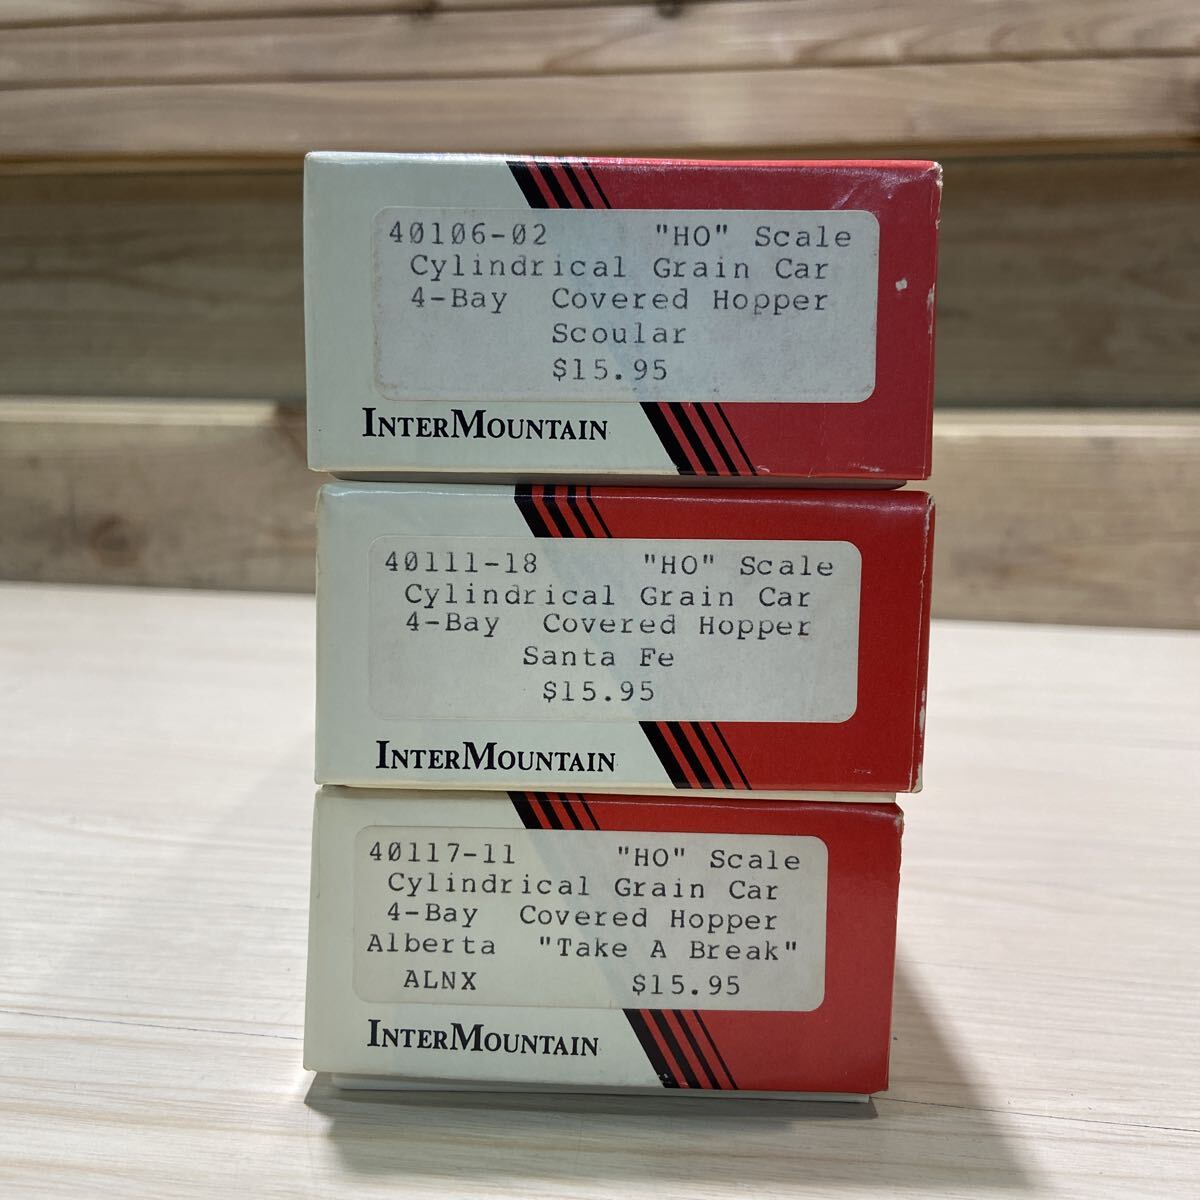 40106-02 "HO" Scale
Cylindrical Grain Car
4-Bay Covered Hopper
Scoular
$15.95
INTERMOUNTAIN
40111-18 "HO" Scale
Cylindrical Grain Car
4-Bay Covered Hopper
Santa Fe
$15.95
INTERMOUNTAIN
40117-11 "HO" Scale
Cylindrical Grain Car
4-Bay Covered Hopper
Alberta "Take A Break"
ALNX $15.95
INTERMOUNTAIN